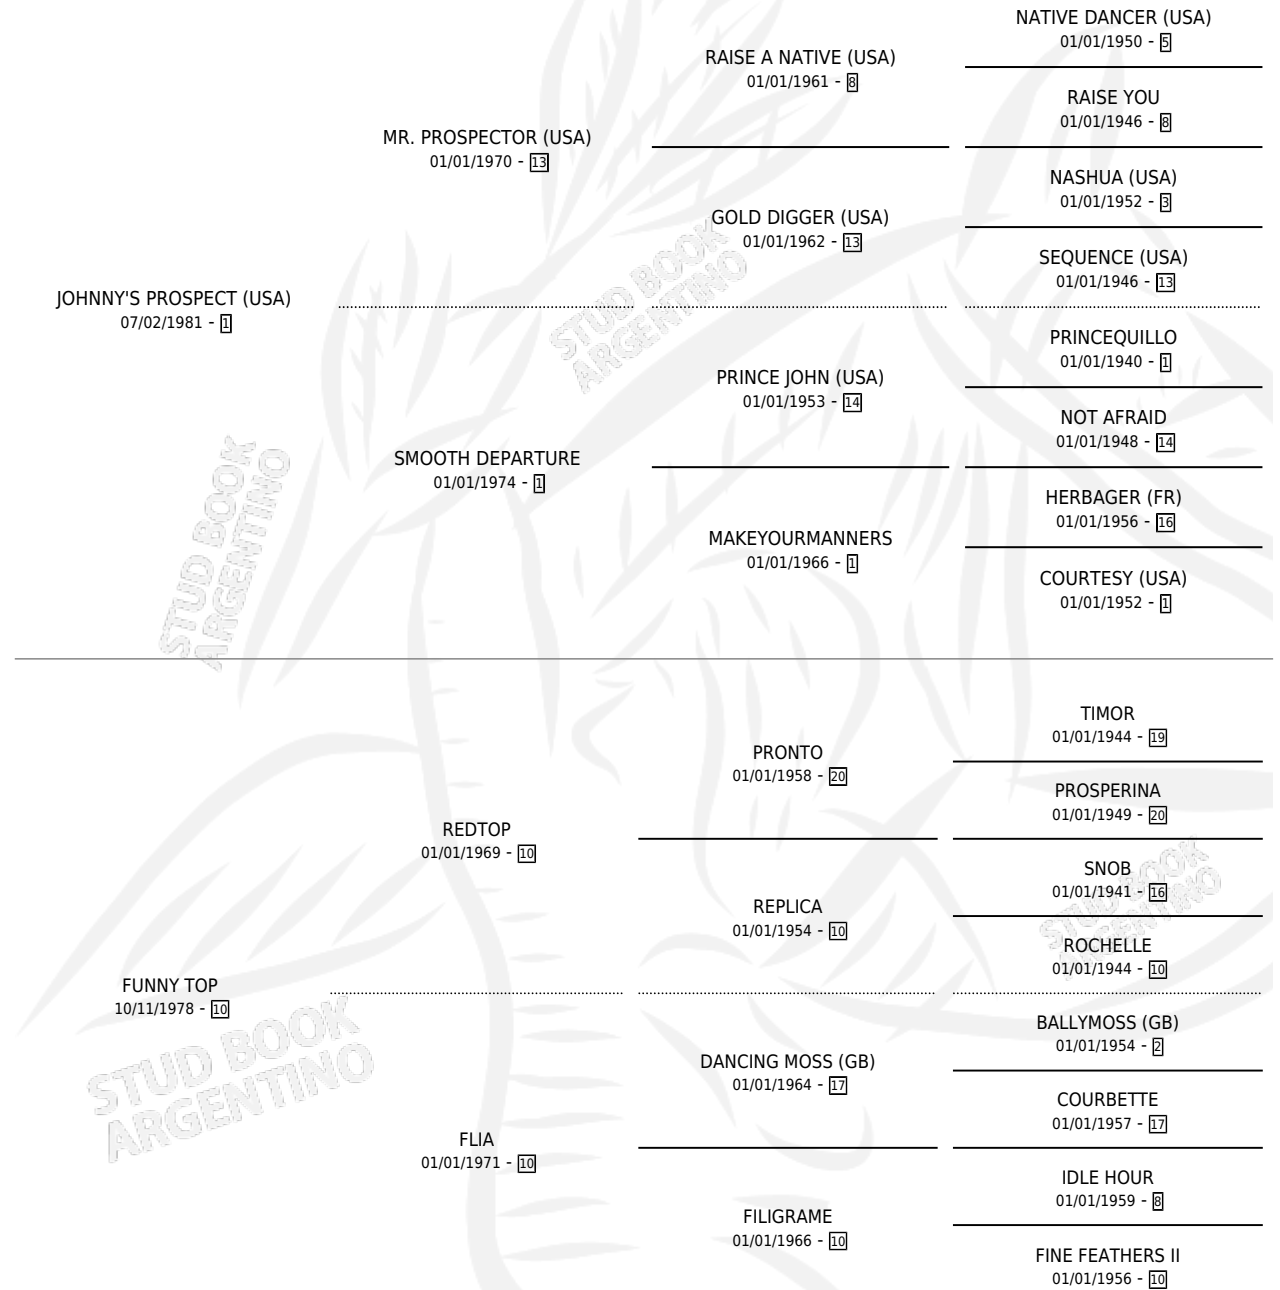 NATIVE DANCER (USA)
01/01/1950 - 5
RAISE A NATIVE (USA)
01/01/1961 - 8
RAISE YOU
01/01/1946 - 8
MR. PROSPECTOR (USA)
01/01/1970 - 13
NASHUA (USA)
01/01/1952 - 3
GOLD DIGGER (USA)
01/01/1962 - 13
SEQUENCE (USA)
01/01/1946 - 13
JOHNNY'S PROSPECT (USA)
07/02/1981 - 1
PRINCEQUILLO
01/01/1940 - 1
PRINCE JOHN (USA)
01/01/1953 - 14
NOT AFRAID
01/01/1948 - 14
SMOOTH DEPARTURE
01/01/1974 - 1
HERBAGER (FR)
01/01/1956 - 16
MAKEYOURMANNERS
01/01/1966 - 1
COURTESY (USA)
01/01/1952 - 1
TIMOR
01/01/1944 - 19
PRONTO
01/01/1958 - 20
PROSPERINA
01/01/1949 - 20
REDTOP
01/01/1969 - 10
SNOB
01/01/1941 - 16
REPLICA
01/01/1954 - 10
ROCHELLE
01/01/1944 - 10
FUNNY TOP
10/11/1978 - 10
BALLYMOSS (GB)
01/01/1954 - 2
DANCING MOSS (GB)
01/01/1964 - 17
COURBETTE
01/01/1957 - 17
FLIA
01/01/1971 - 10
IDLE HOUR
01/01/1959 - 8
FILIGRAME
01/01/1966 - 10
FINE FEATHERS II
01/01/1956 - 10
STUD BOOK
ARGENTINO
STUD BOOK
ARGENTINO
STUD BOOK
ARGENTINO
STUD BOOK
ARGENTINO